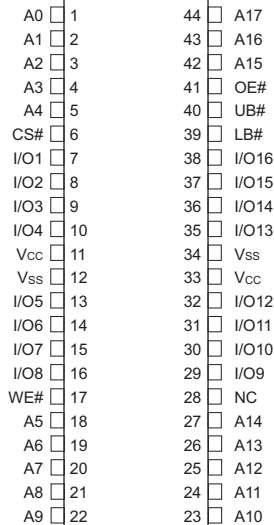 A0 1 44 A17
A1 2 43 A16
A2 3 42 A15
A3 4 41 OE#
A4 5 40 UB#
CS# 6 39 LB#
I/O1 7 38 I/O16
I/O2 8 37 I/O15
I/O3 9 36 I/O14
I/O4 10 35 I/O13
Vcc 11 34 Vss
Vss 12 33 Vcc
I/O5 13 32 I/O12
I/O6 14 31 I/O11
I/O7 15 30 I/O10
I/O8 16 29 I/O9
WE# 17 28 NC
A5 18 27 A14
A6 19 26 A13
A7 20 25 A12
A8 21 24 A11
A9 22 23 A10